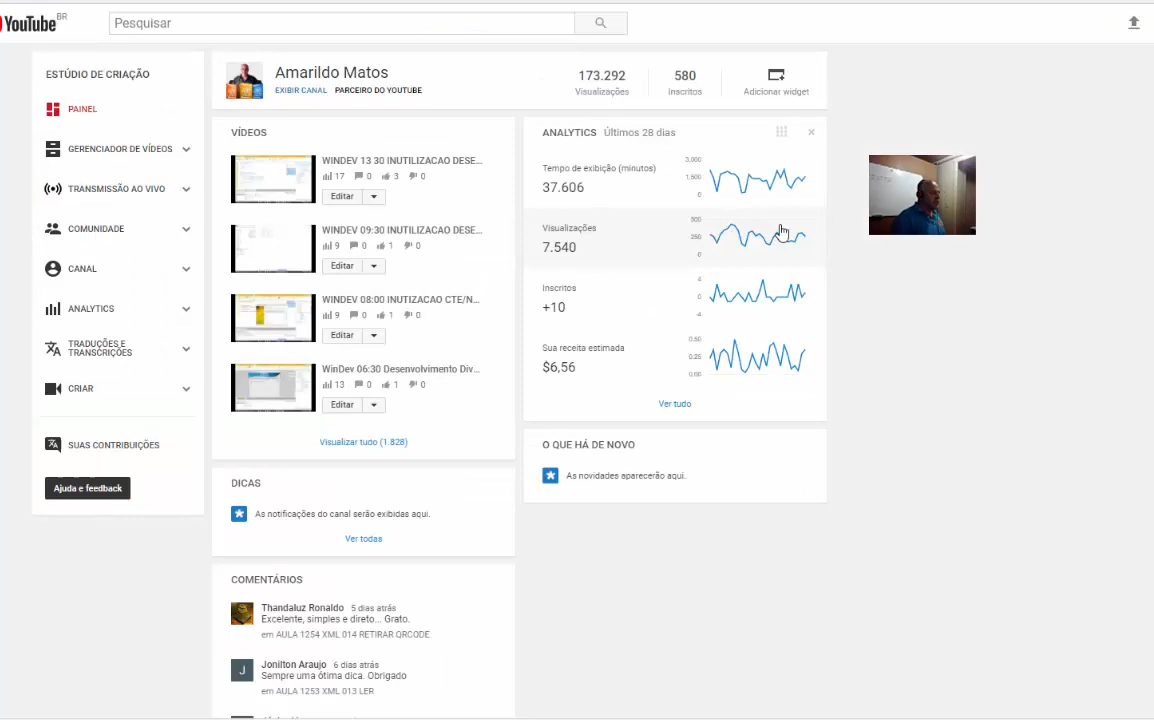 YouTube BR
Pesquisar
ESTÚDIO DE CRIAÇÃO
PAINEL
GERENCIADOR DE VÍDEOS
TRANSMISSÃO AO VIVO
COMUNIDADE
CANAL
ANALYTICS
TRADUÇÕES E
TRANSCRIÇÕES
CRIAR
SUAS CONTRIBUIÇÕES
Ajuda e feedback
Amarildo Matos
EXIBIR CANAL PARCEIRO DO YOUTUBE
173.292
Visualizações
580
Inscritos
Adicionar widget
VÍDEOS
WINDEV 13 30 INUTILIZACAO DESE...
17 0 3 0
Editar
WINDEV 09:30 INUTILIZACAO DESE...
9 0 1 0
Editar
WINDEV 08:00 INUTIZACAO CTE/N...
9 0 1 0
Editar
WinDev 06:30 Desenvolvimento Div...
13 0 1 0
Editar
Visualizar tudo (1.828)
DICAS
As notificações do canal serão exibidas aqui.
Ver todas
COMENTÁRIOS
Thandaluz Ronaldo 5 dias atrás
Excelente, simples e direto... Grato.
em AULA 1254 XML 014 RETIRAR QRCODE
J
Jonilton Araujo 6 dias atrás
Sempre uma ótima dica. Obrigado
em AULA 1253 XML 013 LER
ANALYTICS Últimos 28 dias
Tempo de exibição (minutos)
37.606
3,000
1,500
0
Visualizações
7.540
500
250
0
Inscritos
+10
4
0
-4
Sua receita estimada
$6,56
0.50
0.25
0.00
Ver tudo
O QUE HÁ DE NOVO
As novidades aparecerão aqui.